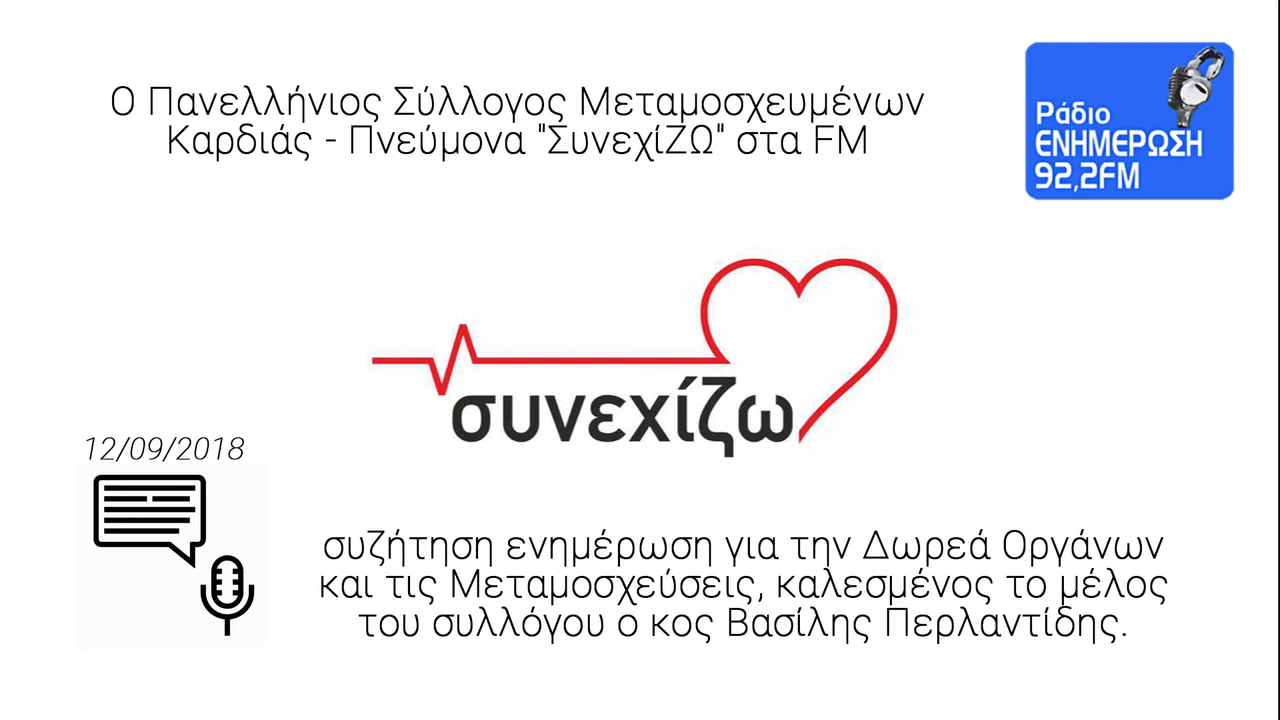 Ο Πανελλήνιος Σύλλογος Μεταμοσχευμένων
Καρδιάς - Πνεύμονα "ΣυνεχίΖΩ" στα FM
Ράδιο
ΕΝΗΜΕΡΩΣΗ
92,2FM
συνεχίζω
12/09/2018
συζήτηση ενημέρωση για την Δωρεά Οργάνων
και τις Μεταμοσχεύσεις, καλεσμένος το μέλος
του συλλόγου ο κος Βασίλης Περλαντίδης.